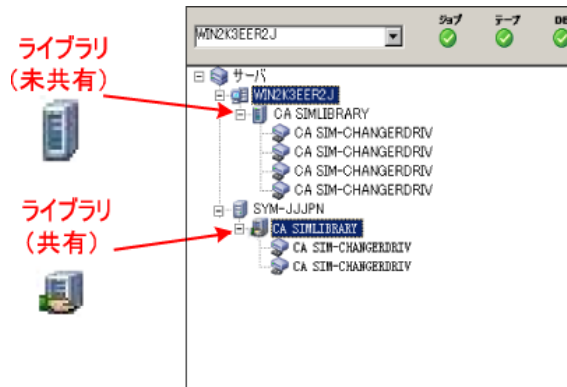 ライブラリ
（未共有）
ライブラリ
（共有）
WIN2K3EER2J
ジョブ
テープ
DB
サーバ
WIN2K3EER2J
CA SIMLIBRARY
CA SIM-CHANGERDRIV
CA SIM-CHANGERDRIV
CA SIM-CHANGERDRIV
CA SIM-CHANGERDRIV
SYM-JJJPN
CA SIMLIBRARY
CA SIM-CHANGERDRIV
CA SIM-CHANGERDRIV